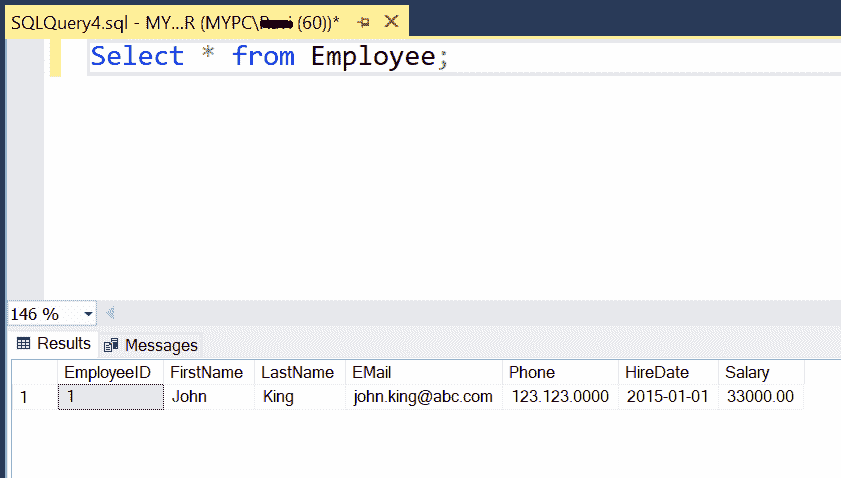 SQLQuery4.sql - MY...R (MYPC\ (60))*
Select * from Employee;
146 %
Results Messages
EmployeeID FirstName LastName EMail Phone HireDate Salary
1 1 John King john.king@abc.com 123.123.0000 2015-01-01 33000.00